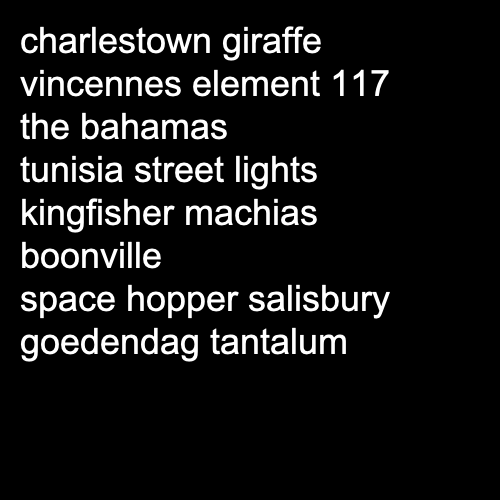 charlestown giraffe
vincennes element 117
the bahamas
tunisia street lights
kingfisher machias
boonville
space hopper salisbury
goedendag tantalum